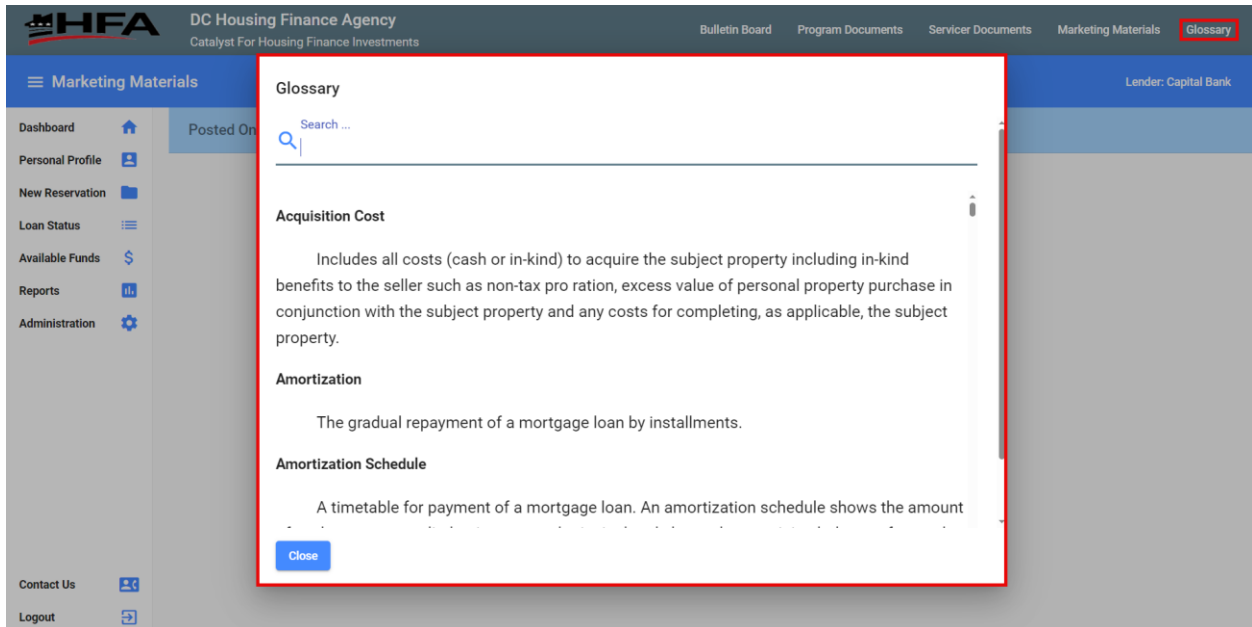 HFA
DC Housing Finance Agency
Catalyst For Housing Finance Investments
Bulletin Board
Program Documents
Servicer Documents
Marketing Materials
Glossary
Marketing Materials
Lender: Capital Bank
Dashboard
Personal Profile
New Reservation
Loan Status
Available Funds
Reports
Administration
Contact Us
Logout
Posted On
Glossary
Search ...
Acquisition Cost
Includes all costs (cash or in-kind) to acquire the subject property including in-kind
benefits to the seller such as non-tax pro ration, excess value of personal property purchase in
conjunction with the subject property and any costs for completing, as applicable, the subject
property.
Amortization
The gradual repayment of a mortgage loan by installments.
Amortization Schedule
A timetable for payment of a mortgage loan. An amortization schedule shows the amount
Close